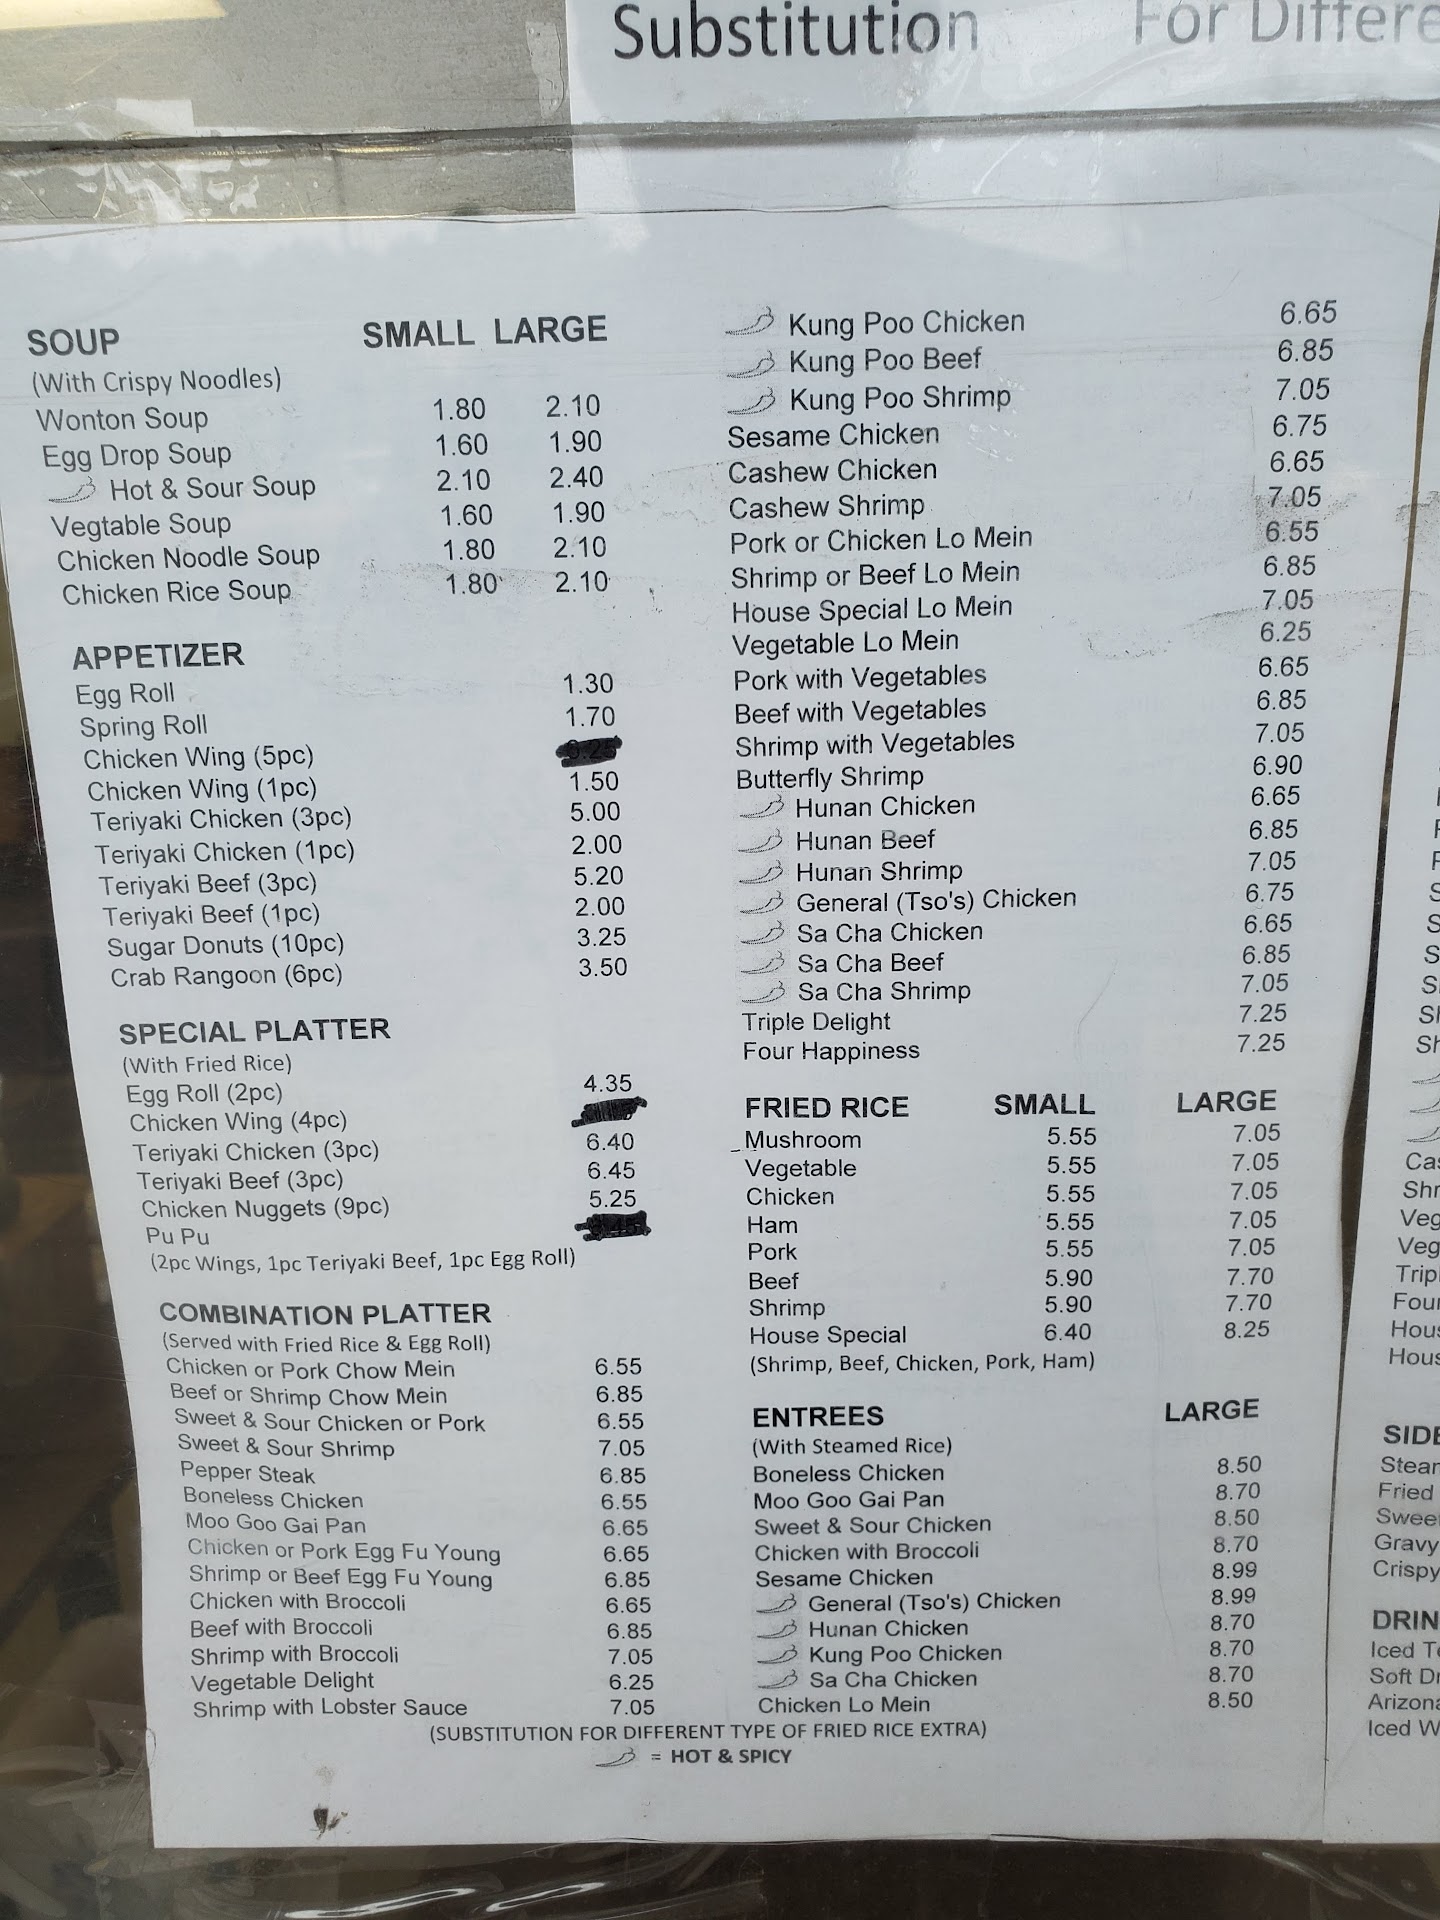 Substitution For Differe
SOUP SMALL LARGE
(With Crispy Noodles)
Wonton Soup 1.80 2.10
Egg Drop Soup 1.60 1.90
Hot & Sour Soup 2.10 2.40
Vegtable Soup 1.60 1.90
Chicken Noodle Soup 1.80 2.10
Chicken Rice Soup 1.80 2.10
APPETIZER
Egg Roll 1.30
Spring Roll 1.70
Chicken Wing (5pc)
Chicken Wing (1pc) 1.50
Teriyaki Chicken (3pc) 5.00
Teriyaki Chicken (1pc) 2.00
Teriyaki Beef (3pc) 5.20
Teriyaki Beef (1pc) 2.00
Sugar Donuts (10pc) 3.25
Crab Rangoon (6pc) 3.50
SPECIAL PLATTER
(With Fried Rice)
Egg Roll (2pc) 4.35
Chicken Wing (4pc)
Teriyaki Chicken (3pc) 6.40
Teriyaki Beef (3pc) 6.45
Chicken Nuggets (9pc) 5.25
Pu Pu
(2pc Wings, 1pc Teriyaki Beef, 1pc Egg Roll)
COMBINATION PLATTER
(Served with Fried Rice & Egg Roll)
Chicken or Pork Chow Mein 6.55
Beef or Shrimp Chow Mein 6.85
Sweet & Sour Chicken or Pork 6.55
Sweet & Sour Shrimp 7.05
Pepper Steak 6.85
Boneless Chicken 6.55
Moo Goo Gai Pan 6.65
Chicken or Pork Egg Fu Young 6.65
Shrimp or Beef Egg Fu Young 6.85
Chicken with Broccoli 6.65
Beef with Broccoli 6.85
Shrimp with Broccoli 7.05
Vegetable Delight 6.25
Shrimp with Lobster Sauce 7.05
Kung Poo Chicken 6.65
Kung Poo Beef 6.85
Kung Poo Shrimp 7.05
Sesame Chicken 6.75
Cashew Chicken 6.65
Cashew Shrimp 7.05
Pork or Chicken Lo Mein 6.55
Shrimp or Beef Lo Mein 6.85
House Special Lo Mein 7.05
Vegetable Lo Mein 6.25
Pork with Vegetables 6.65
Beef with Vegetables 6.85
Shrimp with Vegetables 7.05
Butterfly Shrimp 6.90
Hunan Chicken 6.65
Hunan Beef 6.85
Hunan Shrimp 7.05
General (Tso's) Chicken 6.75
Sa Cha Chicken 6.65
Sa Cha Beef 6.85
Sa Cha Shrimp 7.05
Triple Delight 7.25
Four Happiness 7.25
FRIED RICE SMALL LARGE
Mushroom 5.55 7.05
Vegetable 5.55 7.05
Chicken 5.55 7.05
Ham 5.55 7.05
Pork 5.55 7.05
Beef 5.90 7.70
Shrimp 5.90 7.70
House Special 6.40 8.25
(Shrimp, Beef, Chicken, Pork, Ham)
ENTREES LARGE
(With Steamed Rice)
Boneless Chicken 8.50
Moo Goo Gai Pan 8.70
Sweet & Sour Chicken 8.50
Chicken with Broccoli 8.70
Sesame Chicken 8.99
General (Tso's) Chicken 8.99
Hunan Chicken 8.70
Kung Poo Chicken 8.70
Sa Cha Chicken 8.70
Chicken Lo Mein 8.50
(SUBSTITUTION FOR DIFFERENT TYPE OF FRIED RICE EXTRA)
= HOT & SPICY
Cas
Shr
Veg
Veg
Trip
Four
Hous
Hous
SIDE
Steam
Fried
Sweet
Gravy
Crispy
DRIN
Iced Te
Soft Dr
Arizona
Iced W